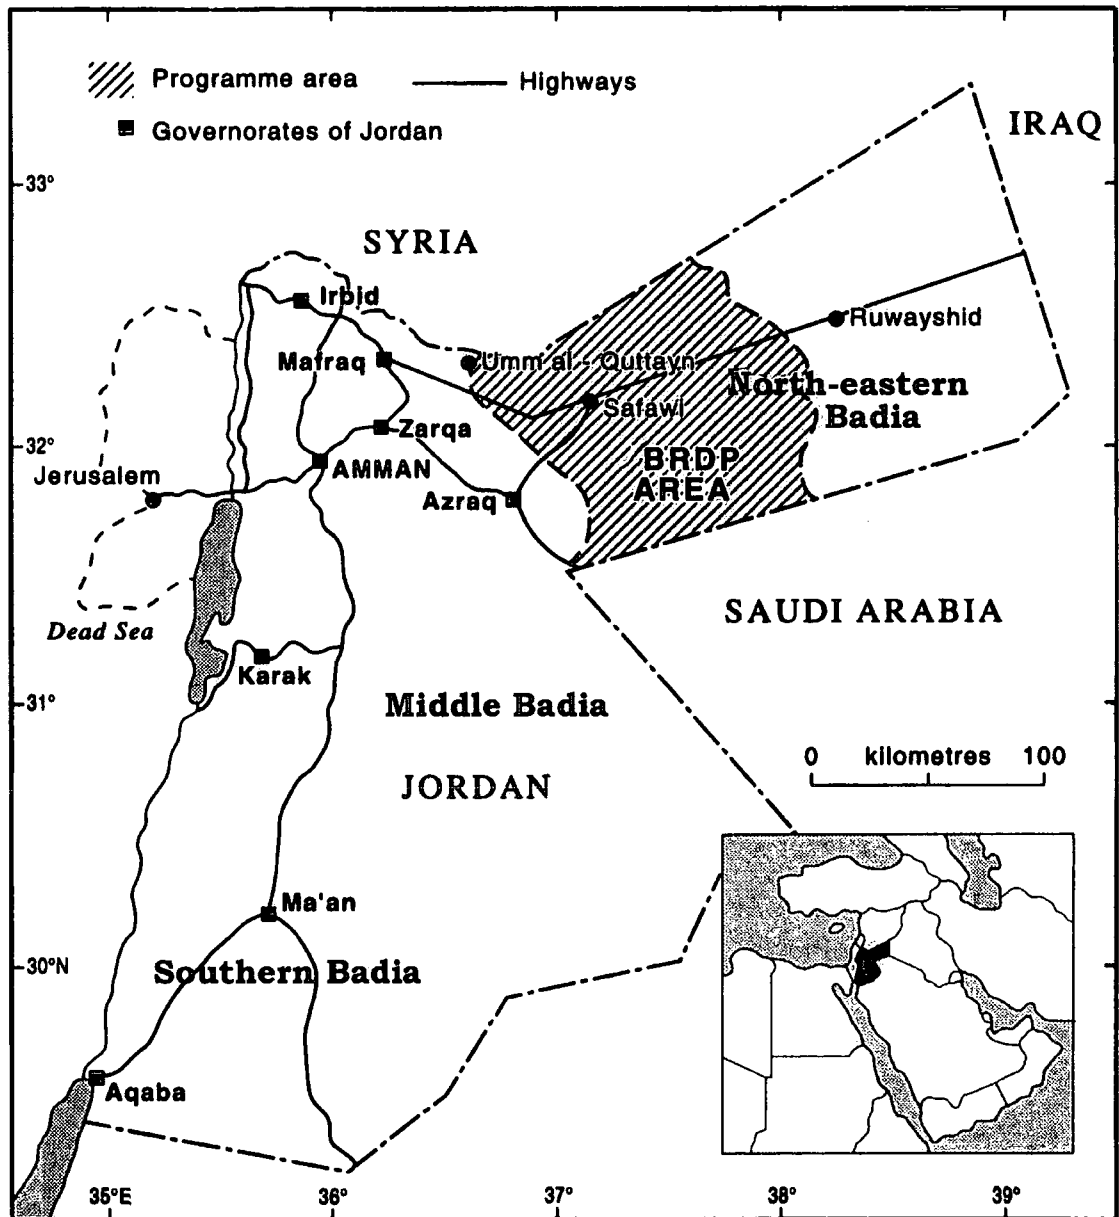 Programme area
Highways
Governorates of Jordan
IRAQ
33°
SYRIA
Irbid
Ruwayshid
Mafraq
Umm al - Quttayn
North-eastern
Badia
Safawi
Zarqa
32°
AMMAN
BRDP
AREA
Jerusalem
Azraq
SAUDI ARABIA
Dead Sea
Karak
31°
Middle Badia
0 kilometres 100
JORDAN
Ma'an
30°N
Southern Badia
Aqaba
35°E 36° 37° 38° 39°